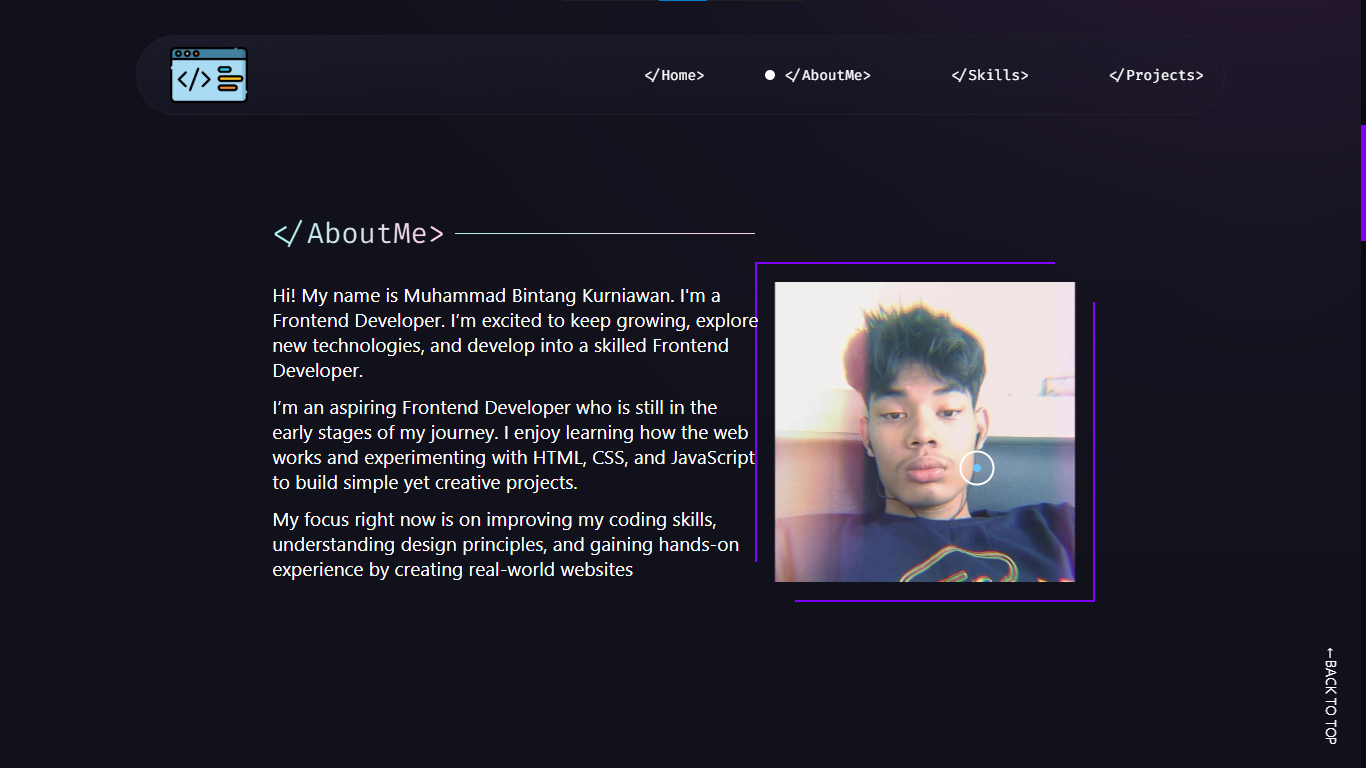 </>
</Home>
</AboutMe>
</Skills>
</Projects>
</AboutMe>
Hi! My name is Muhammad Bintang Kurniawan. I'm a
Frontend Developer. I’m excited to keep growing, explore
new technologies, and develop into a skilled Frontend
Developer.
I’m an aspiring Frontend Developer who is still in the
early stages of my journey. I enjoy learning how the web
works and experimenting with HTML, CSS, and JavaScript
to build simple yet creative projects.
My focus right now is on improving my coding skills,
understanding design principles, and gaining hands-on
experience by creating real-world websites
←BACK TO TOP